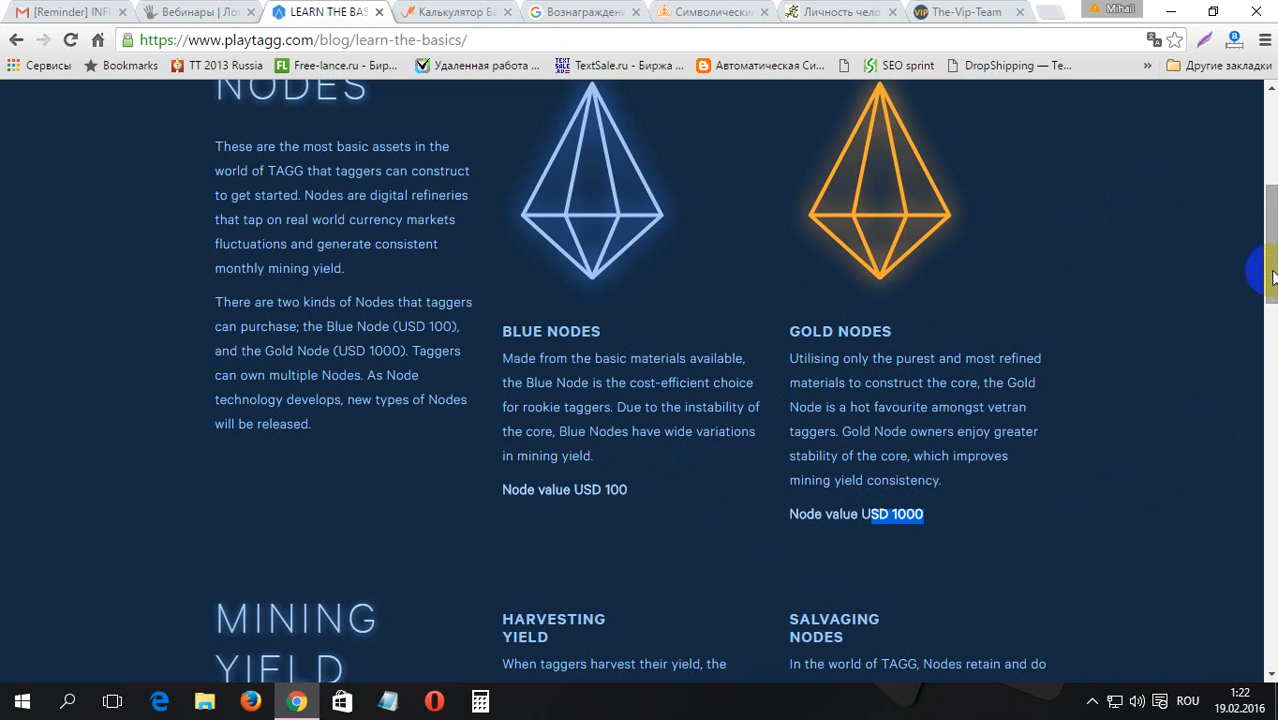 [Reminder] INFI
Вебинары | Ло
LEARN THE BAS
Калькулятор Б
Вознагражден
Символически
Личность чело
VIP The-Vip-Team
Mihail
https://www.playtagg.com/blog/learn-the-basics/
Сервисы
Bookmarks
TT 2013 Russia
FL Free-lance.ru - Бир...
Удаленная работа ...
TEXT SALE TextSale.ru - Биржа ...
Автоматическая Си...
SEO sprint
DropShipping — Те...
»
Другие закладки
NODES
These are the most basic assets in the
world of TAGG that taggers can construct
to get started. Nodes are digital refineries
that tap on real world currency markets
fluctuations and generate consistent
monthly mining yield.
There are two kinds of Nodes that taggers
can purchase; the Blue Node (USD 100),
and the Gold Node (USD 1000). Taggers
can own multiple Nodes. As Node
technology develops, new types of Nodes
will be released.
BLUE NODES
Made from the basic materials available,
the Blue Node is the cost-efficient choice
for rookie taggers. Due to the instability of
the core, Blue Nodes have wide variations
in mining yield.
Node value USD 100
GOLD NODES
Utilising only the purest and most refined
materials to construct the core, the Gold
Node is a hot favourite amongst vetran
taggers. Gold Node owners enjoy greater
stability of the core, which improves
mining yield consistency.
Node value USD 1000
MINING
YIELD
HARVESTING
YIELD
When taggers harvest their yield, the
SALVAGING
NODES
In the world of TAGG, Nodes retain and do
ROU
1:22
19.02.2016